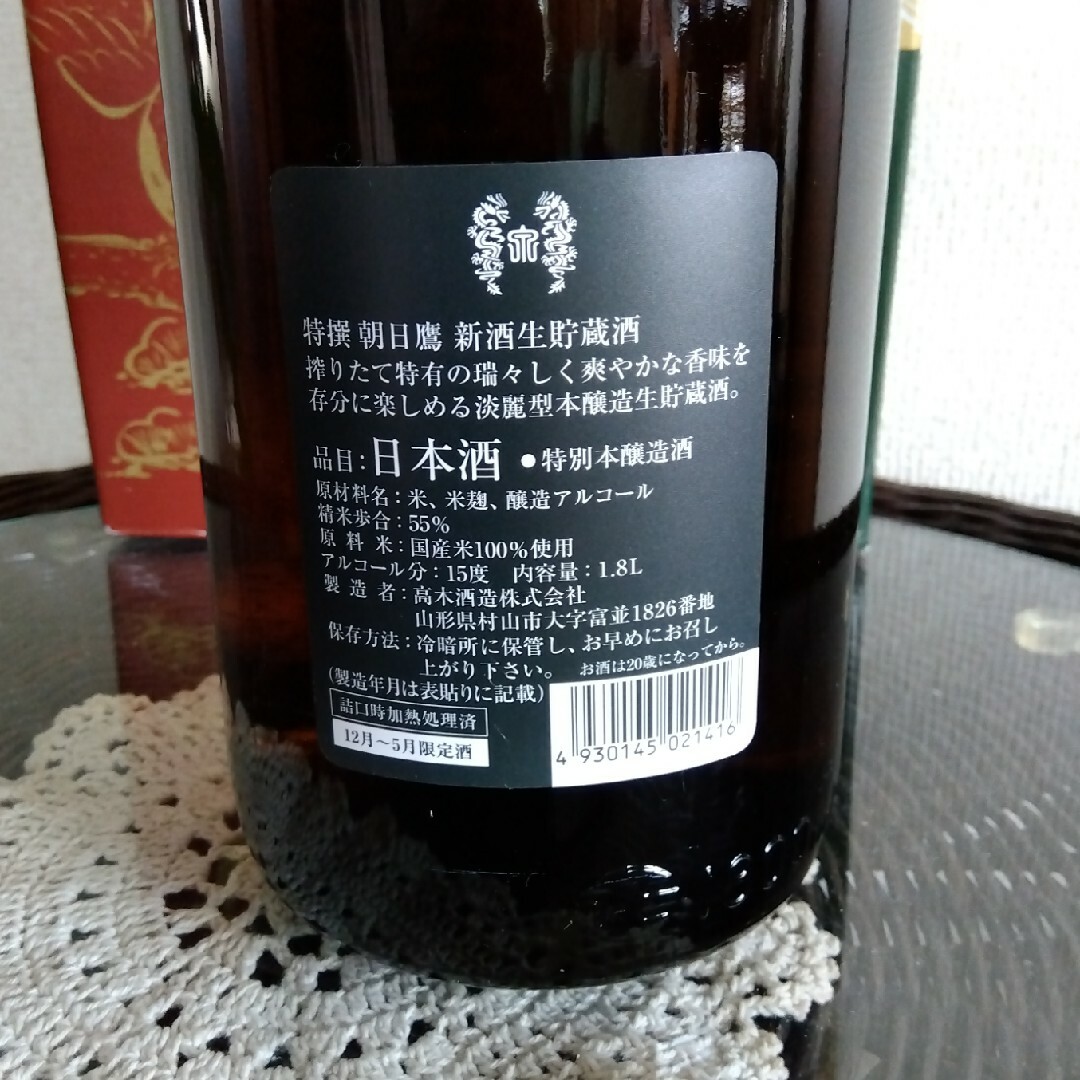 特撰 朝日鷹 新酒生貯蔵酒
搾りたて特有の瑞々しく爽やかな香味を
存分に楽しめる淡麗型本醸造生貯蔵酒。
品目:日本酒 ●特別本醸造酒
原材料名:米、米麹、醸造アルコール
精米歩合:55%
原料米:国産米100%使用
アルコール分:15度 内容量:1.8L
製造者:高木酒造株式会社
山形県村山市大字富並1826番地
保存方法:冷暗所に保管し、お早めにお召し
上がり下さい。
お酒は20歳になってから。
(製造年月は表貼りに記載)
詰口時加熱処理済
12月～5月限定酒
4 930145 021416